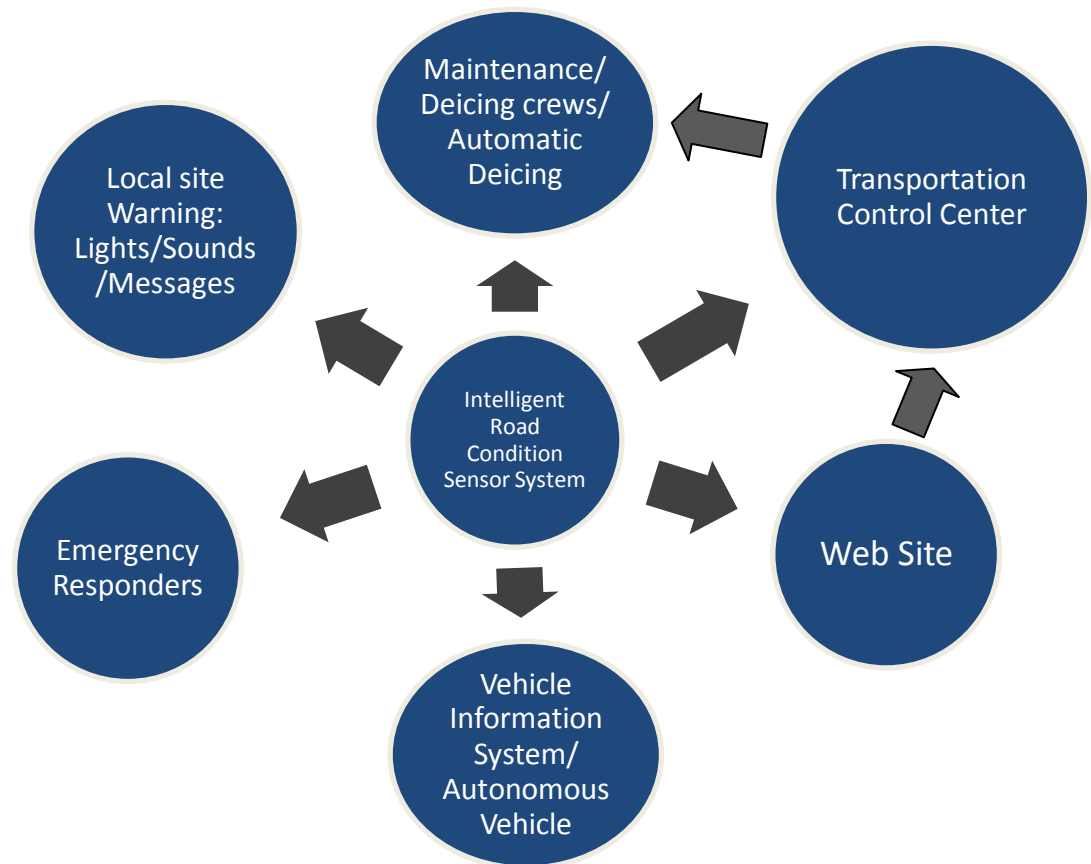 Maintenance/
Deicing crews/
Automatic
Deicing
Local site
Warning:
Lights/Sounds
/Messages
Transportation
Control Center
Intelligent
Road
Condition
Sensor System
Emergency
Responders
Web Site
Vehicle
Information
System/
Autonomous
Vehicle